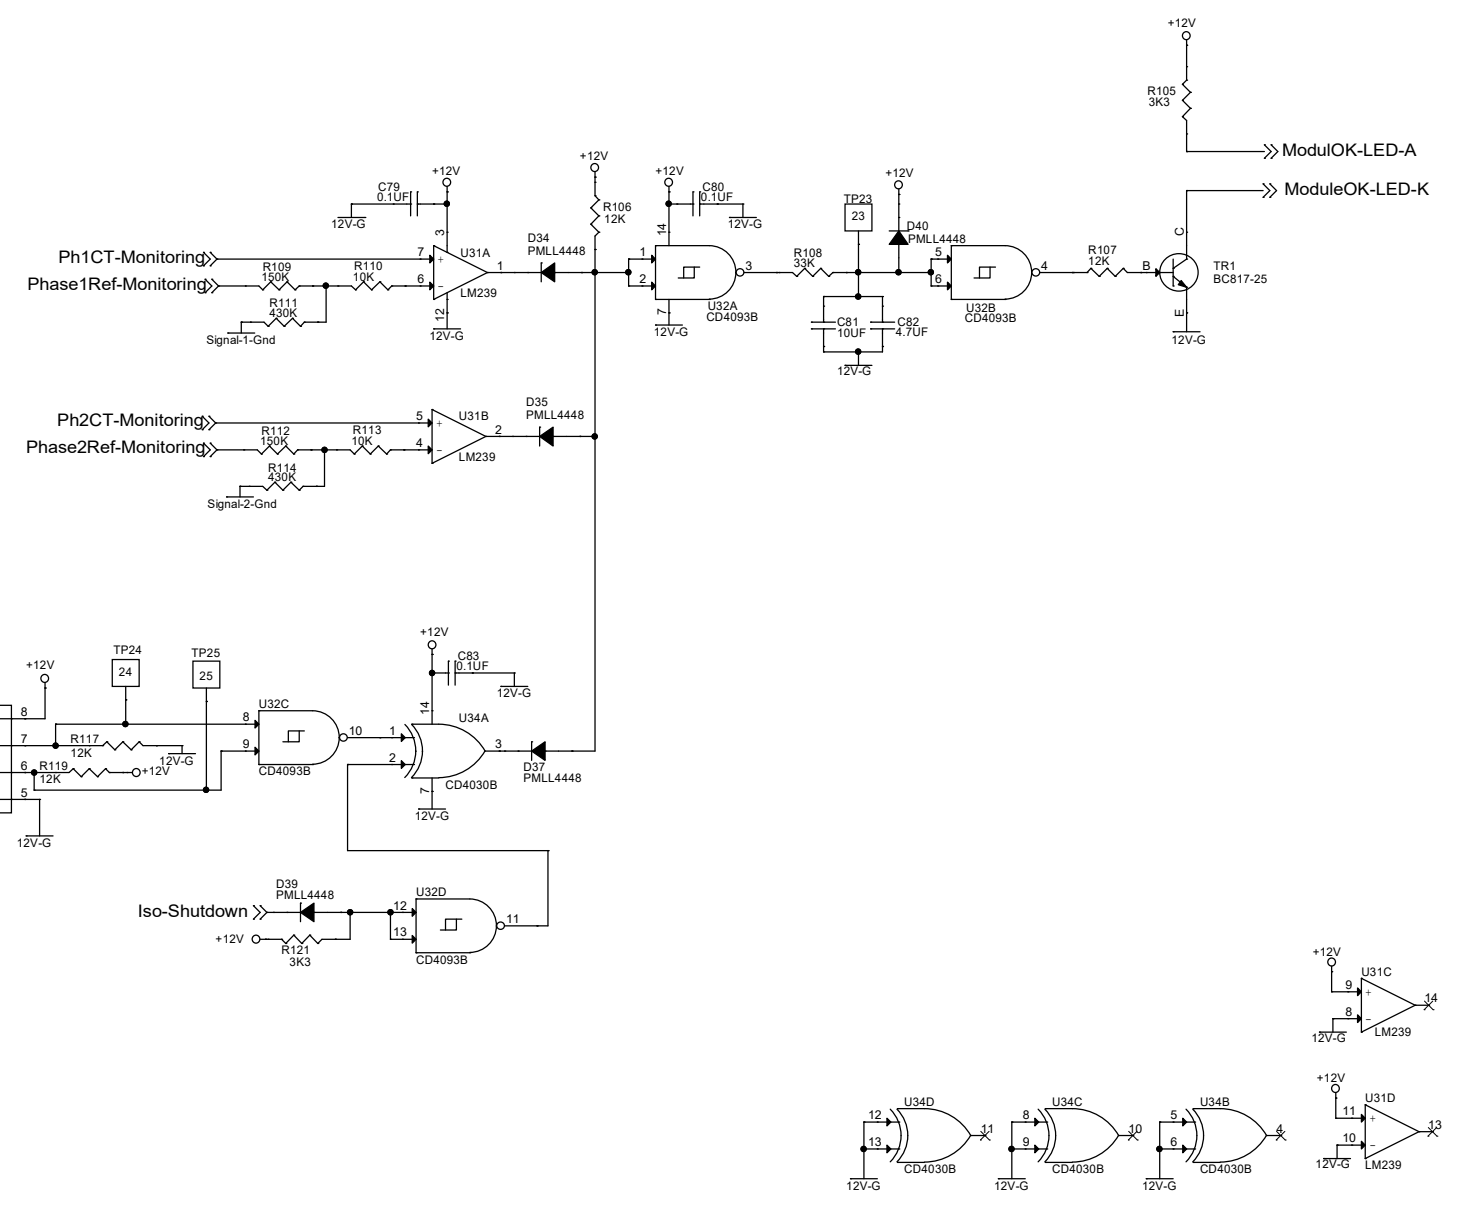 +12V
R105
3K3
ModulOK-LED-A
ModuleOK-LED-K
C
B
E
TR1
BC817-25
12V-G
+12V
C79
0.1UF
12V-G
3
Ph1CT-Monitoring
7
+
U31A
1
Phase1Ref-Monitoring
R109
150K
R110
10K
6
-
LM239
R111
430K
Signal-1-Gnd
12
12V-G
D34
PMLL4448
+12V
R106
12K
+12V
C80
0.1UF
12V-G
14
1
2
3
7
12V-G
U32A
CD4093B
R108
33K
TP23
23
+12V
D40
PMLL4448
C81
10UF
C82
4.7UF
12V-G
5
6
4
U32B
CD4093B
R107
12K
Ph2CT-Monitoring
5
+
U31B
2
Phase2Ref-Monitoring
R112
150K
R113
10K
4
-
LM239
R114
430K
Signal-2-Gnd
D35
PMLL4448
+12V
8
7
6
5
12V-G
TP24
24
TP25
25
R117
12K
12V-G
R119
12K
+12V
U32C
8
9
10
CD4093B
+12V
C83
0.1UF
12V-G
14
U34A
1
2
3
7
CD4030B
12V-G
D37
PMLL4448
Iso-Shutdown
D39
PMLL4448
+12V
R121
3K3
U32D
12
13
11
CD4093B
+12V
U31C
9
+
8
-
14
12V-G
LM239
+12V
U31D
11
+
10
-
13
12V-G
LM239
U34D
12
13
11
CD4030B
12V-G
U34C
8
9
10
CD4030B
12V-G
U34B
5
6
4
CD4030B
12V-G